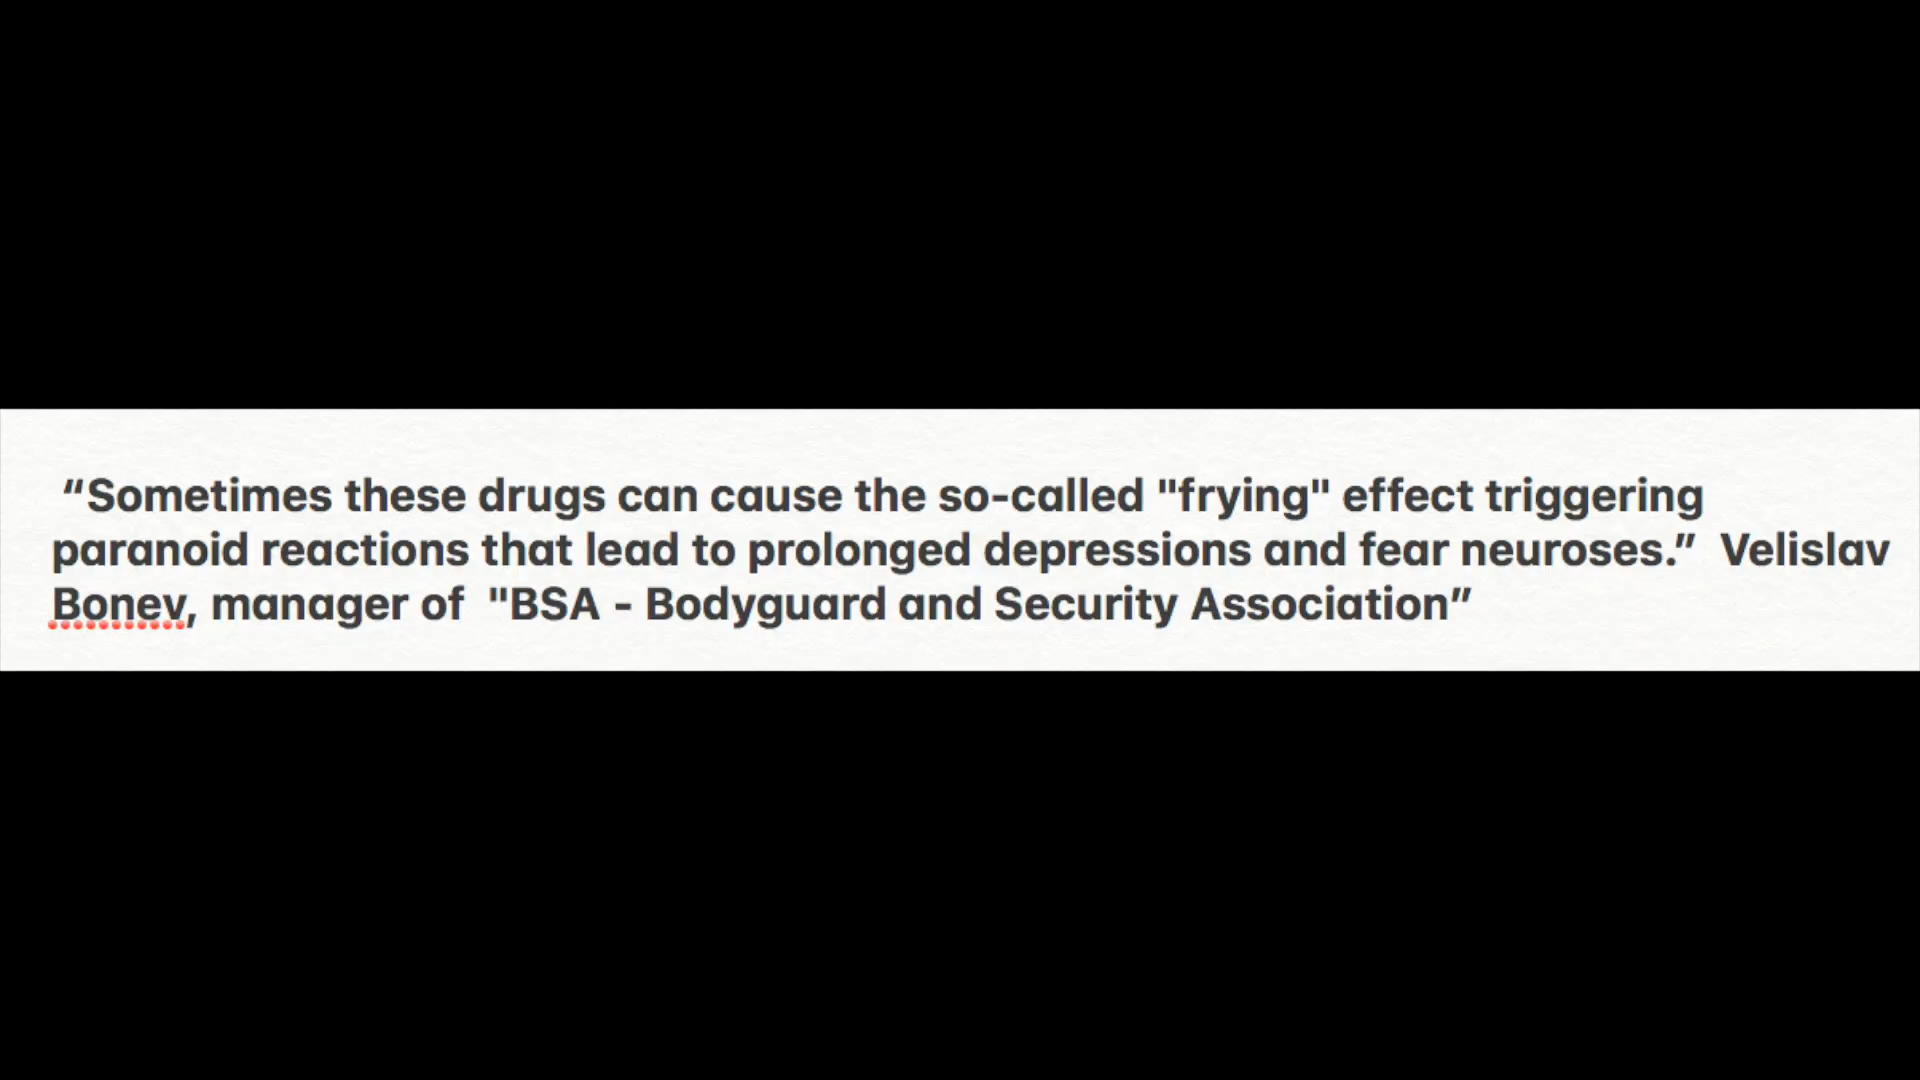 “Sometimes these drugs can cause the so-called "frying" effect triggering
paranoid reactions that lead to prolonged depressions and fear neuroses.”  Velislav
Bonev, manager of  "BSA - Bodyguard and Security Association”